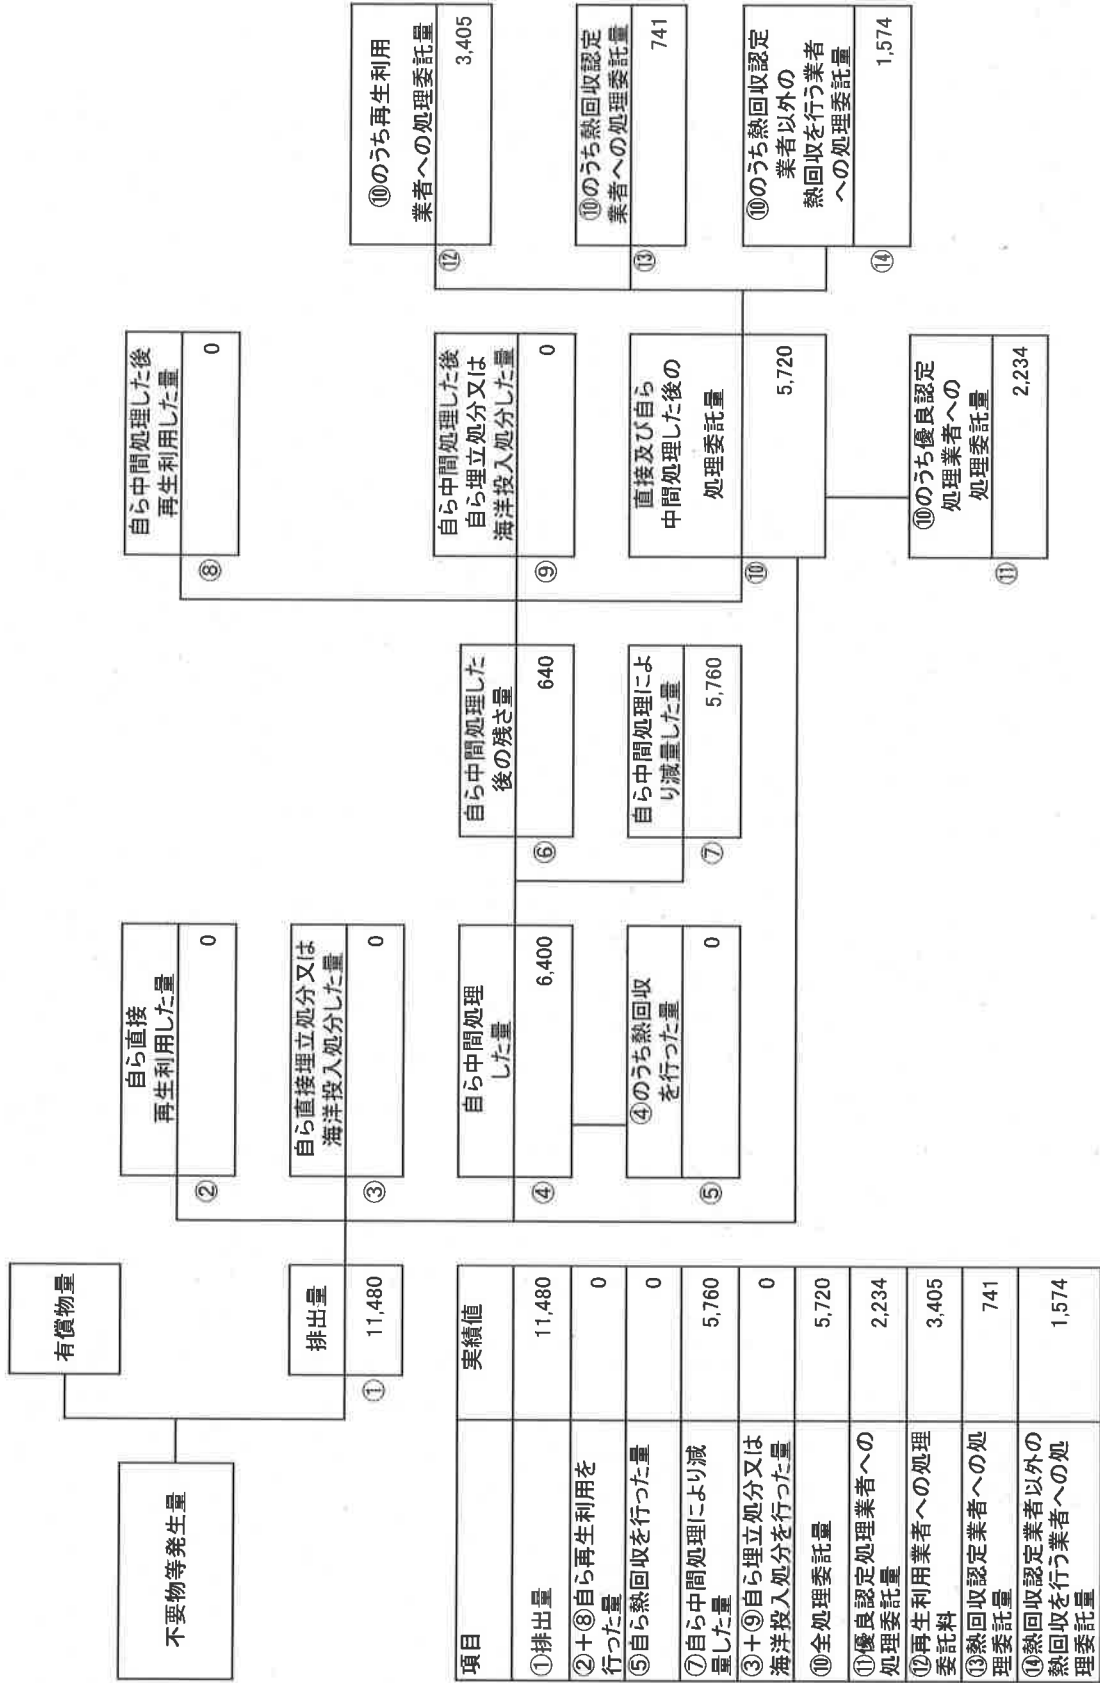 不要物等発生量
有償物量
排出量
①
11,480
自ら直接
再生利用した量
②
0
自ら直接埋立処分又は
海洋投入処分した量
③
0
自ら中間処理
した量
④
6,400
④のうち熱回収
を行った量
⑤
0
自ら中間処理した
後の残さ量
⑥
640
自ら中間処理によ
り減量した量
⑦
5,760
自ら中間処理した後
再生利用した量
⑧
0
自ら中間処理した後
自ら埋立処分又は
海洋投入処分した量
⑨
0
直接及び自ら
中間処理した後の
処理委託量
⑩
5,720
⑩のうち優良認定
処理業者への
処理委託量
⑪
2,234
⑩のうち再生利用
業者への処理委託量
⑫
3,405
⑩のうち熱回収認定
業者への処理委託量
⑬
741
⑩のうち熱回収認定
業者以外の
熱回収を行う業者
への処理委託量
⑭
1,574
項目 実績値
①排出量 11,480
②+⑧自ら再生利用を
行った量 0
⑤自ら熱回収を行った量 0
⑦自ら中間処理により減
量した量 5,760
③+⑨自ら埋立処分又は
海洋投入処分を行った量 0
⑩全処理委託量 5,720
⑪優良認定処理業者への
処理委託量 2,234
⑫再生利用業者への処理
委託料 3,405
⑬熱回収認定業者への処
理委託量 741
⑭熱回収認定業者以外の
熱回収を行う業者への処
理委託量 1,574